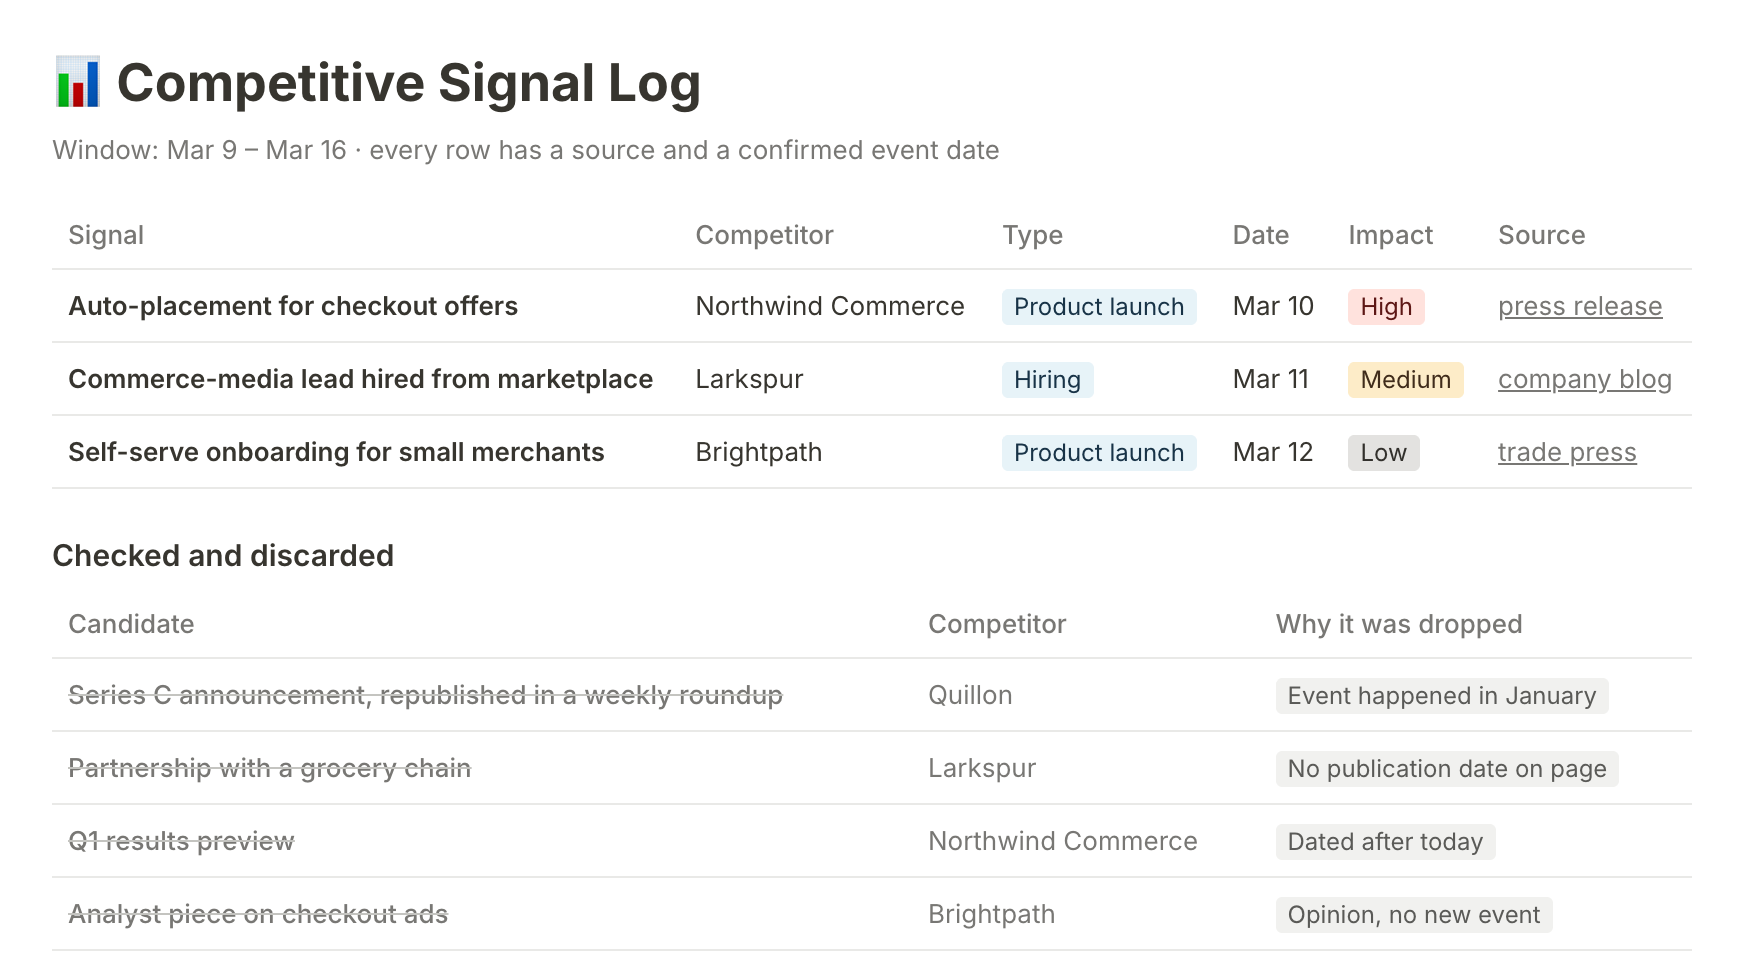 📊 Competitive Signal Log
Window: Mar 9 – Mar 16 · every row has a source and a confirmed event date
Signal Competitor Type Date Impact Source
Auto-placement for checkout offers Northwind Commerce Product launch Mar 10 High press release
Commerce-media lead hired from marketplace Larkspur Hiring Mar 11 Medium company blog
Self-serve onboarding for small merchants Brightpath Product launch Mar 12 Low trade press
Checked and discarded
Candidate Competitor Why it was dropped
Series C announcement, republished in a weekly roundup Quillon Event happened in January
Partnership with a grocery chain Larkspur No publication date on page
Q1 results preview Northwind Commerce Dated after today
Analyst piece on checkout ads Brightpath Opinion, no new event